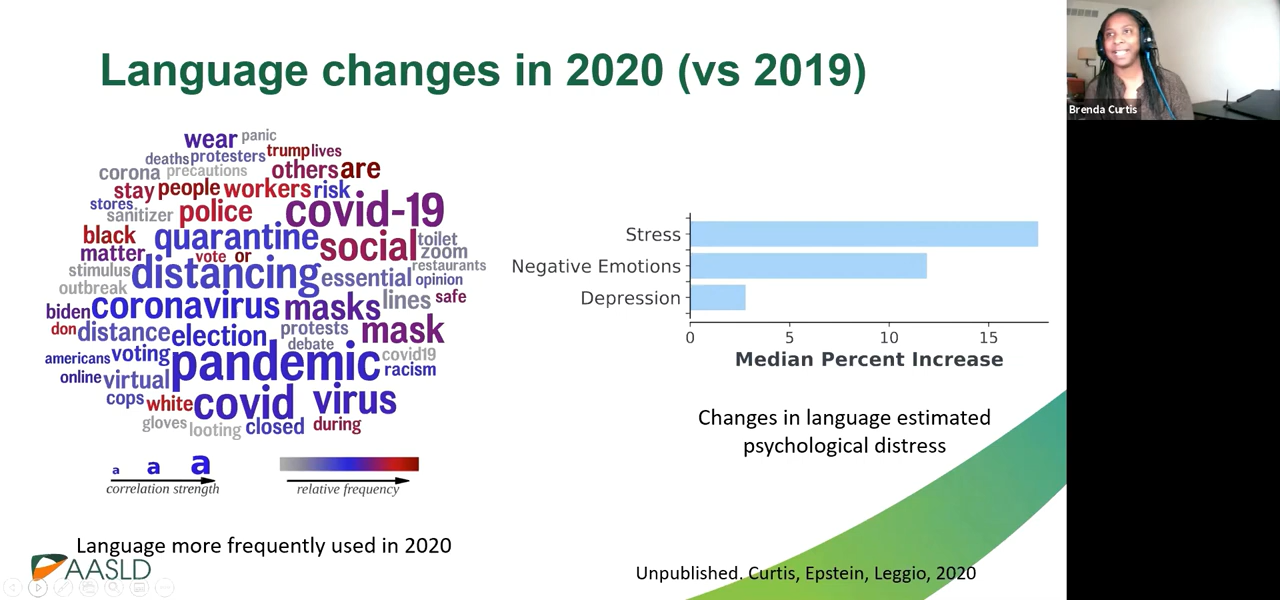 Language changes in 2020 (vs 2019)
Brenda Curtis
wear panic
deaths protesters trump lives
corona precautions others are
stay people workers risk
stores sanitizer police covid-19
black quarantine social toilet
matter vote or zoom
stimulus distancing essential restaurants
outbreak opinion
biden coronavirus masks lines safe
don distance election protests mask
debate
americans voting pandemic covid19
online virtual racism
cops white covid virus
gloves looting closed during
a a a
correlation strength
relative frequency
Language more frequently used in 2020
AASLD
Stress
Negative Emotions
Depression
0 5 10 15
Median Percent Increase
Changes in language estimated
psychological distress
Unpublished. Curtis, Epstein, Leggio, 2020